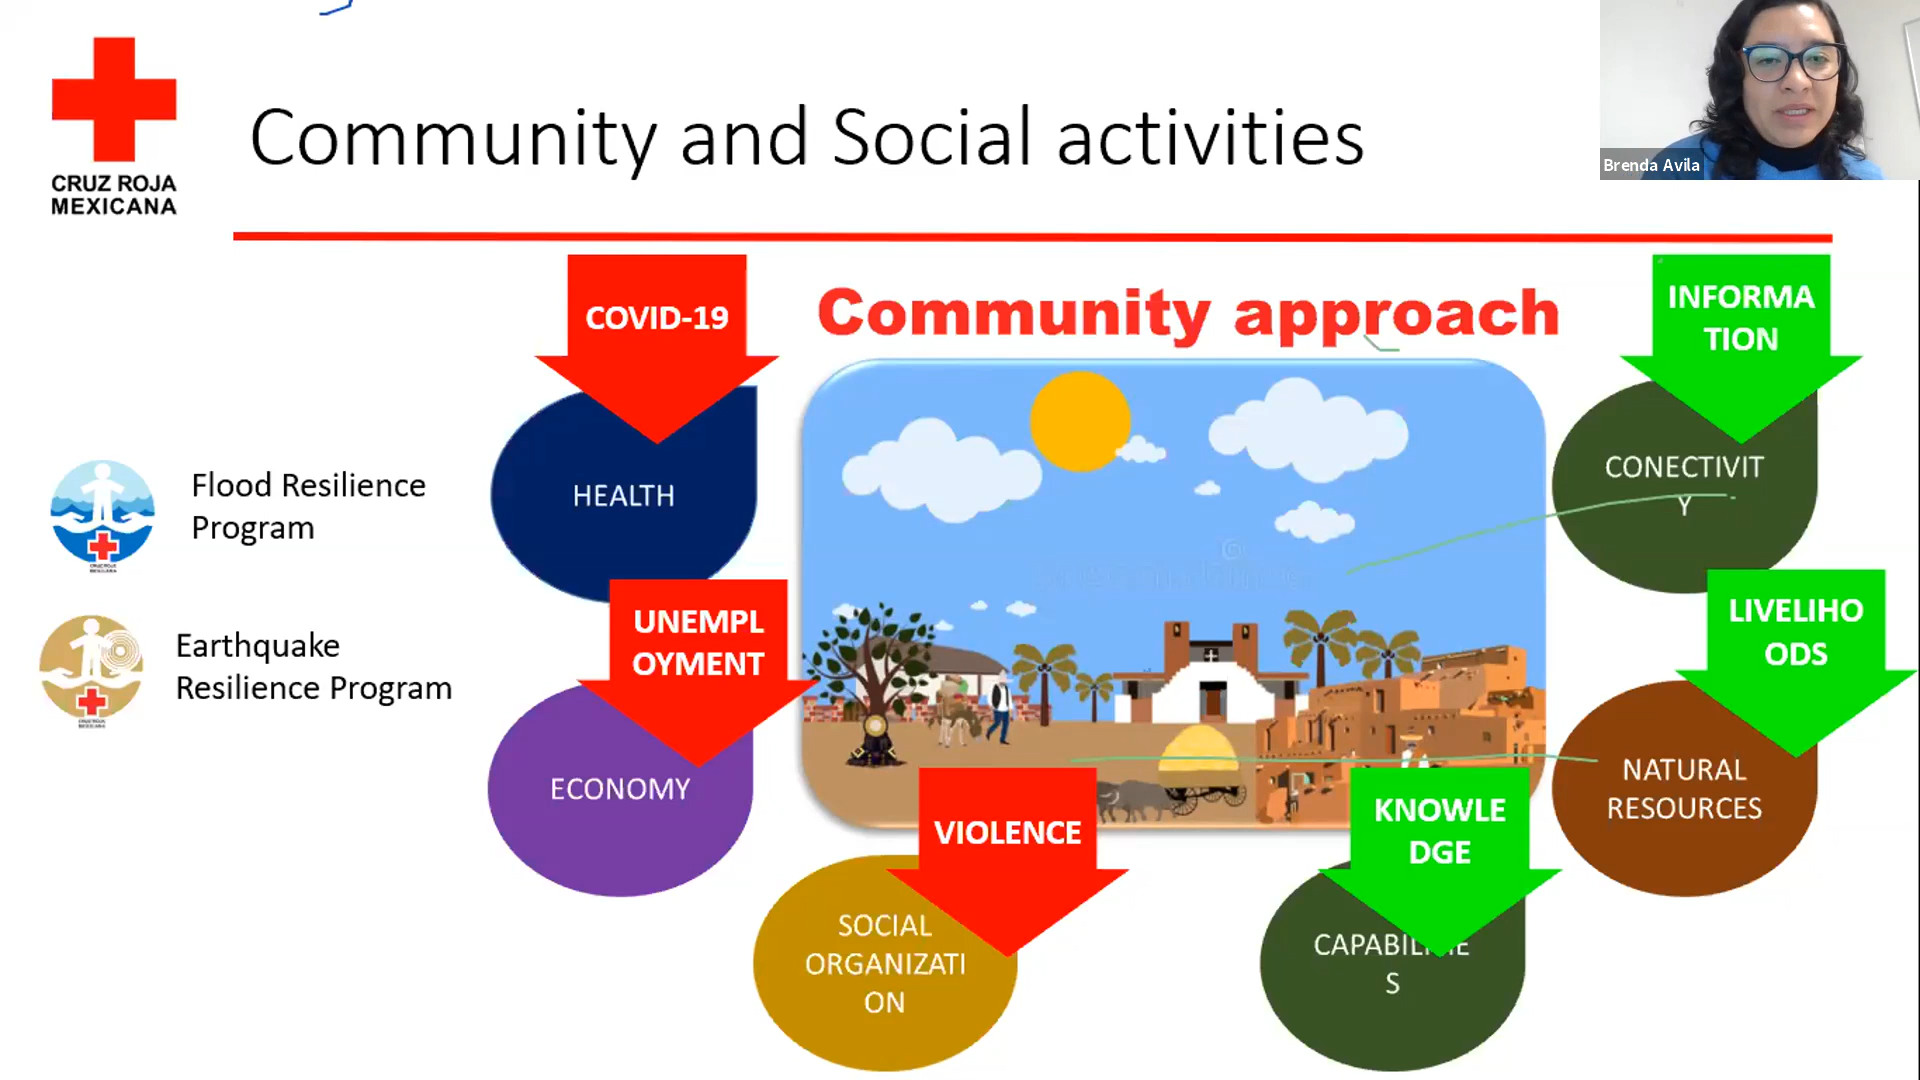 Community and Social activities
Brenda Avila
CRUZ ROJA
MEXICANA
COVID-19
Community approach
INFORMA
TION
HEALTH
CONECTIVIT
Y
Flood Resilience
Program
UNEMPL
OYMENT
LIVELIHO
ODS
Earthquake
Resilience Program
ECONOMY
NATURAL
RESOURCES
VIOLENCE
KNOWLE
DGE
SOCIAL
ORGANIZATI
ON
CAPABILITIE
S